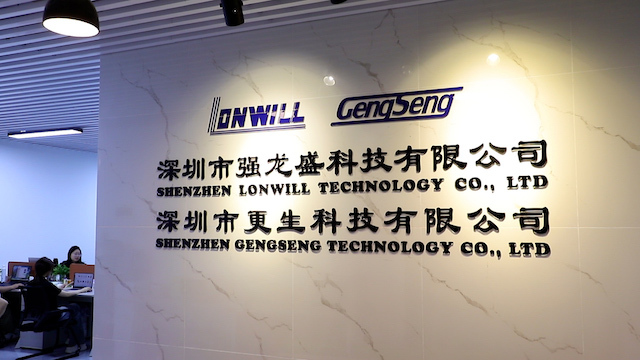 LONWILL GengSeng
深圳市强龙盛科技有限公司
SHENZHEN LONWILL TECHNOLOGY CO., LTD
深圳市更生科技有限公司
SHENZHEN GENGSENG TECHNOLOGY CO., LTD